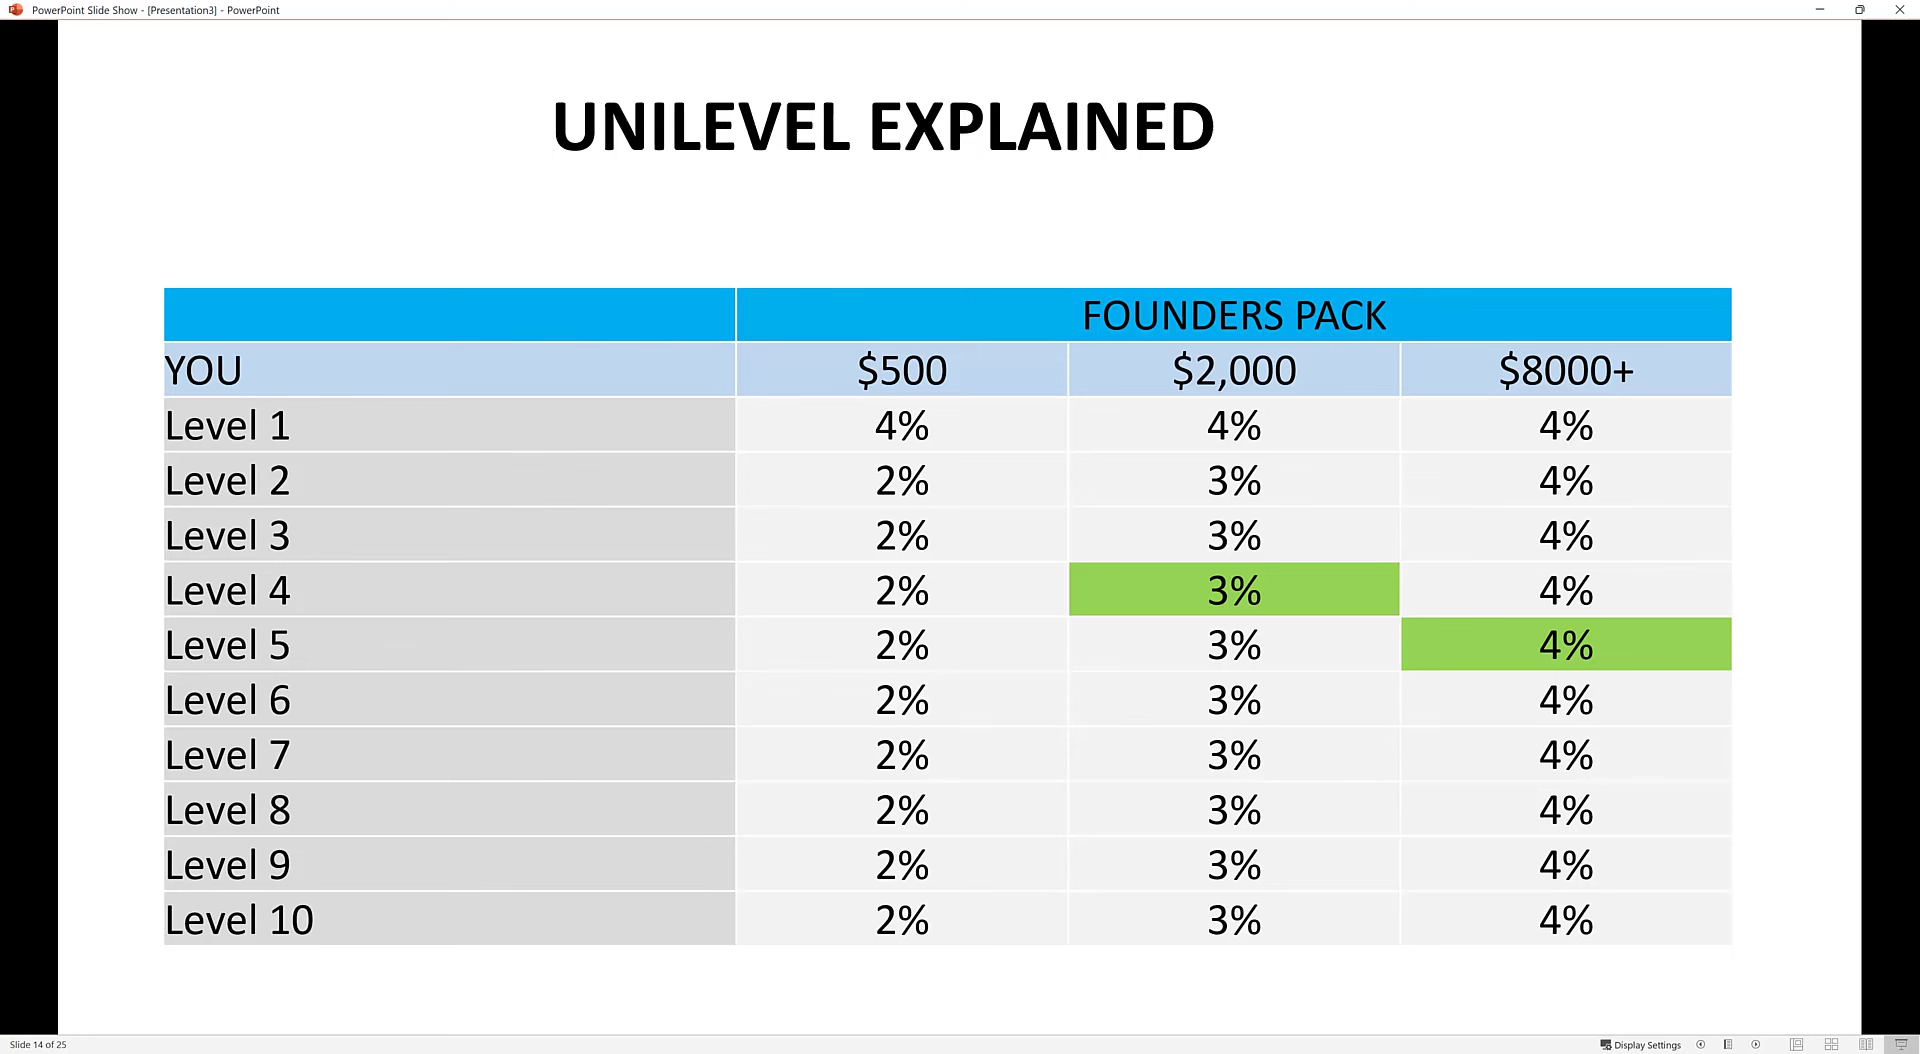 PowerPoint Slide Show - [Presentation3] - PowerPoint
UNILEVEL EXPLAINED
FOUNDERS PACK
YOU $500 $2,000 $8000+
Level 1 4% 4% 4%
Level 2 2% 3% 4%
Level 3 2% 3% 4%
Level 4 2% 3% 4%
Level 5 2% 3% 4%
Level 6 2% 3% 4%
Level 7 2% 3% 4%
Level 8 2% 3% 4%
Level 9 2% 3% 4%
Level 10 2% 3% 4%
Slide 14 of 25 Display Settings